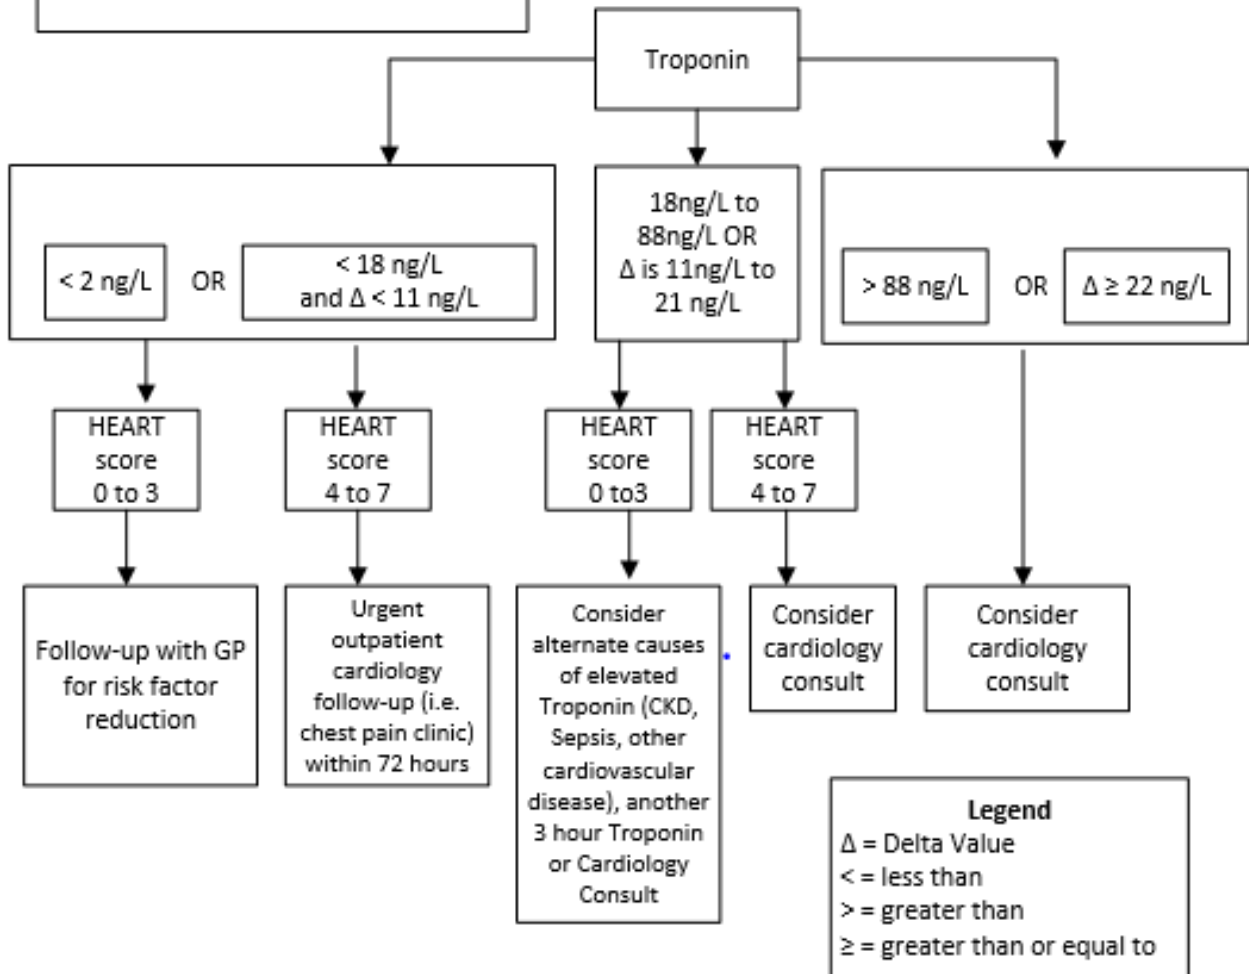 Troponin
< 2 ng/L
OR
< 18 ng/L
and Δ < 11 ng/L
18ng/L to
88ng/L OR
Δ is 11ng/L to
21 ng/L
> 88 ng/L
OR
Δ ≥ 22 ng/L
HEART
score
0 to 3
HEART
score
4 to 7
HEART
score
0 to3
HEART
score
4 to 7
Follow-up with GP
for risk factor
reduction
Urgent
outpatient
cardiology
follow-up (i.e.
chest pain clinic)
within 72 hours
Consider
alternate causes
of elevated
Troponin (CKD,
Sepsis, other
cardiovascular
disease), another
3 hour Troponin
or Cardiology
Consult
Consider
cardiology
consult
Consider
cardiology
consult
Legend
Δ = Delta Value
< = less than
> = greater than
≥ = greater than or equal to